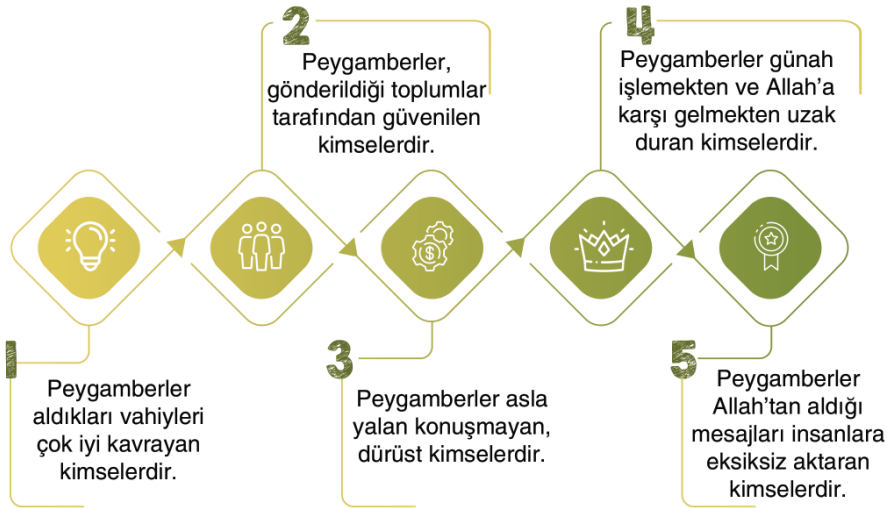 1
Peygamberler
aldıkları vahiyleri
çok iyi kavrayan
kimselerdir.
2
Peygamberler,
gönderildiği toplumlar
tarafından güvenilen
kimselerdir.
3
Peygamberler asla
yalan konuşmayan,
dürüst kimselerdir.
4
Peygamberler günah
işlemekten ve Allah’a
karşı gelmekten uzak
duran kimselerdir.
5
Peygamberler
Allah’tan aldığı
mesajları insanlara
eksiksiz aktaran
kimselerdir.
$